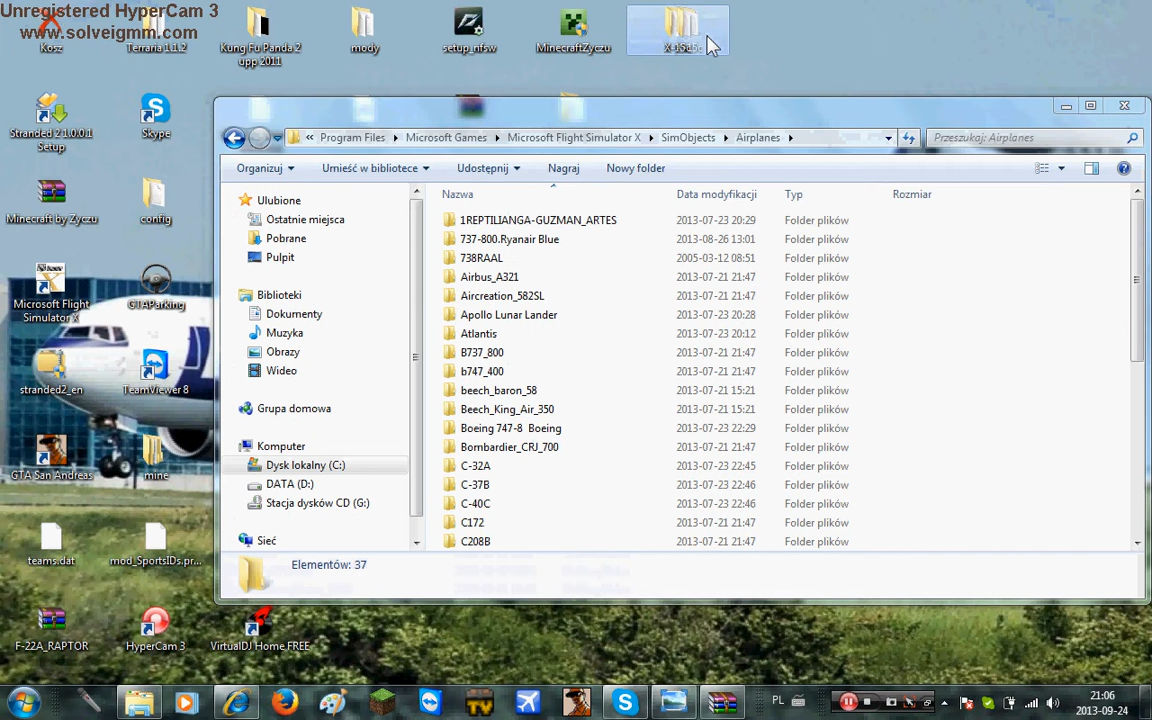 Unregistered HyperCam 3
www.solveigmm.com
Kosz
Terraria 1.1.2
Kung Fu Panda 2
upp 2011
mody
setup_nfsw
MinecraftZyczu
Stranded 2 1.0.0.1
Setup
Skype
Minecraft by Zyczu
config
Microsoft Flight
Simulator X
GTAParking
stranded2_en
TeamViewer 8
GTA San Andreas
mine
teams.dat
mod_SportsIDs.pr...
F-22A_RAPTOR
HyperCam 3
VirtualDJ Home FREE
« Program Files Microsoft Games Microsoft Flight Simulator X SimObjects Airplanes
Przeszukaj: Airplanes
Organizuj Umieść w bibliotece Udostępnij Nagraj Nowy folder
Ulubione
Ostatnie miejsca
Pobrane
Pulpit
Biblioteki
Dokumenty
Muzyka
Obrazy
Wideo
Grupa domowa
Komputer
Dysk lokalny (C:)
DATA (D:)
Stacja dysków CD (G:)
Sieć
Nazwa Data modyfikacji Typ Rozmiar
1REPTILIANGA-GUZMAN_ARTES 2013-07-23 20:29 Folder plików
737-800.Ryanair Blue 2013-08-26 13:01 Folder plików
738RAAL 2005-03-12 08:51 Folder plików
Airbus_A321 2013-07-21 21:47 Folder plików
Aircreation_582SL 2013-07-21 21:47 Folder plików
Apollo Lunar Lander 2013-07-23 20:28 Folder plików
Atlantis 2013-07-23 20:12 Folder plików
B737_800 2013-07-21 21:47 Folder plików
b747_400 2013-07-21 21:47 Folder plików
beech_baron_58 2013-07-21 15:21 Folder plików
Beech_King_Air_350 2013-07-21 15:21 Folder plików
Boeing 747-8 Boeing 2013-07-23 22:29 Folder plików
Bombardier_CRJ_700 2013-07-21 21:47 Folder plików
C-32A 2013-07-23 22:45 Folder plików
C-37B 2013-07-23 22:46 Folder plików
C-40C 2013-07-23 22:46 Folder plików
C172 2013-07-21 21:47 Folder plików
C208B 2013-07-21 21:47 Folder plików
Elementów: 37
PL
21:06
2013-09-24